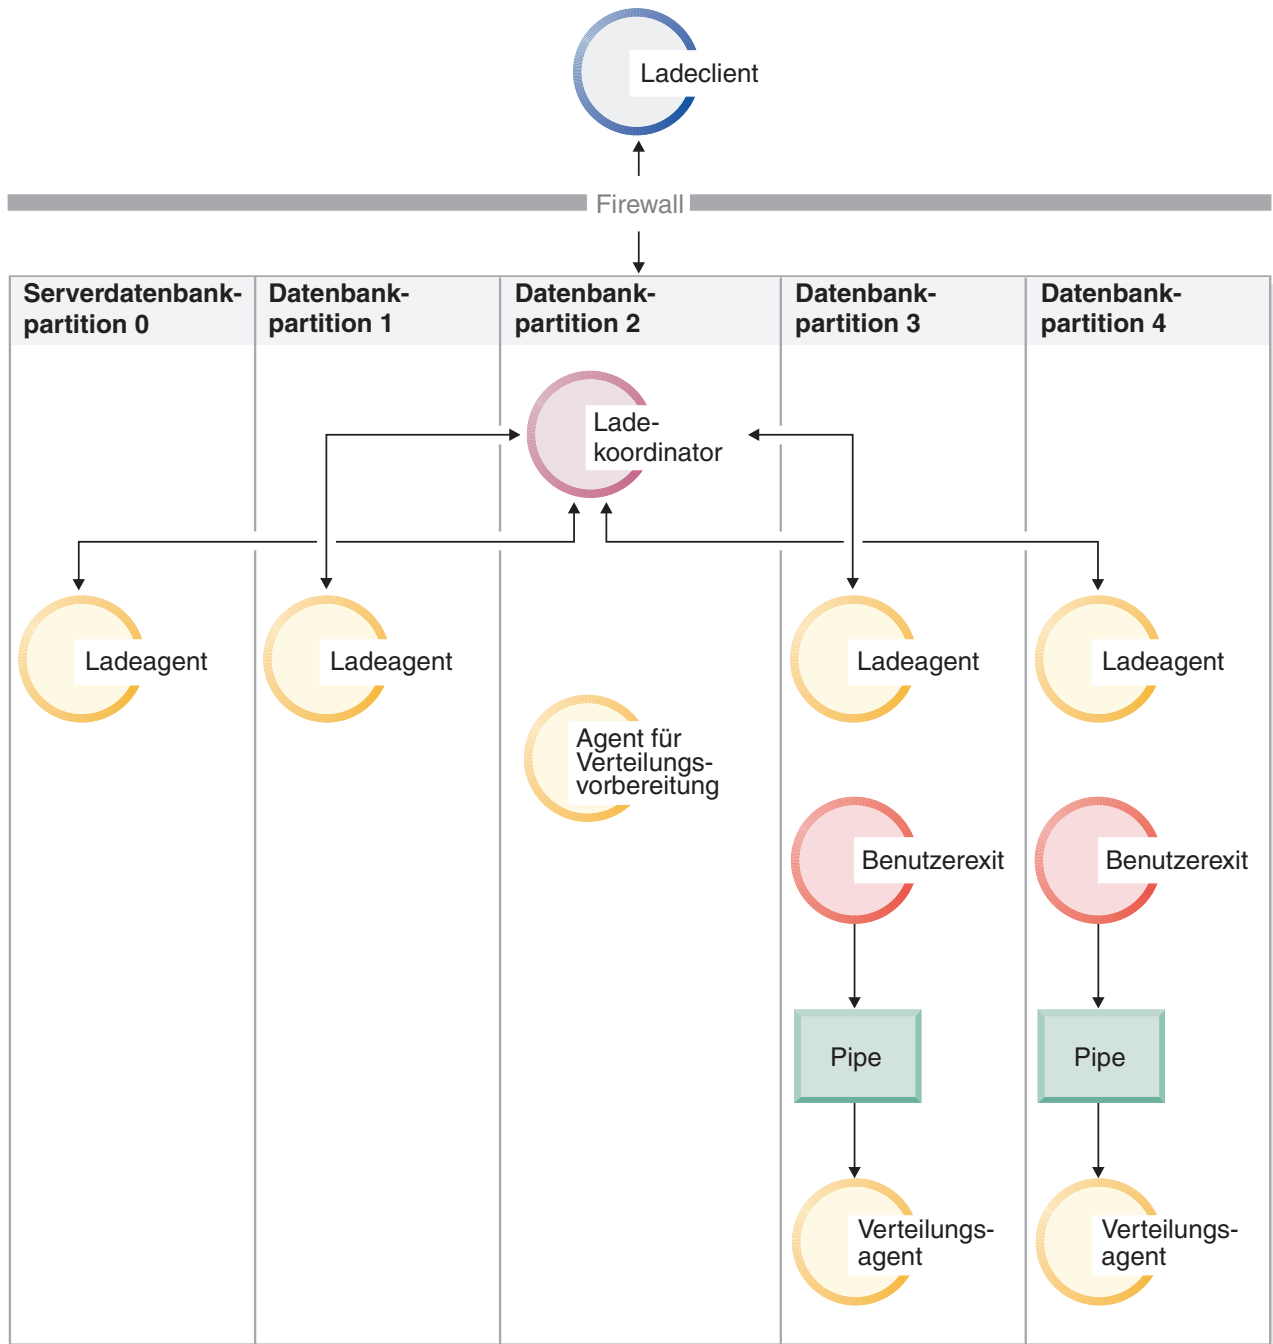 Ladeclient
Firewall
Serverdatenbank-
partition 0
Datenbank-
partition 1
Datenbank-
partition 2
Datenbank-
partition 3
Datenbank-
partition 4
Lade-
koordinator
Ladeagent
Ladeagent
Ladeagent
Ladeagent
Agent für
Verteilungs-
vorbereitung
Benutzerexit
Benutzerexit
Pipe
Pipe
Verteilungs-
agent
Verteilungs-
agent